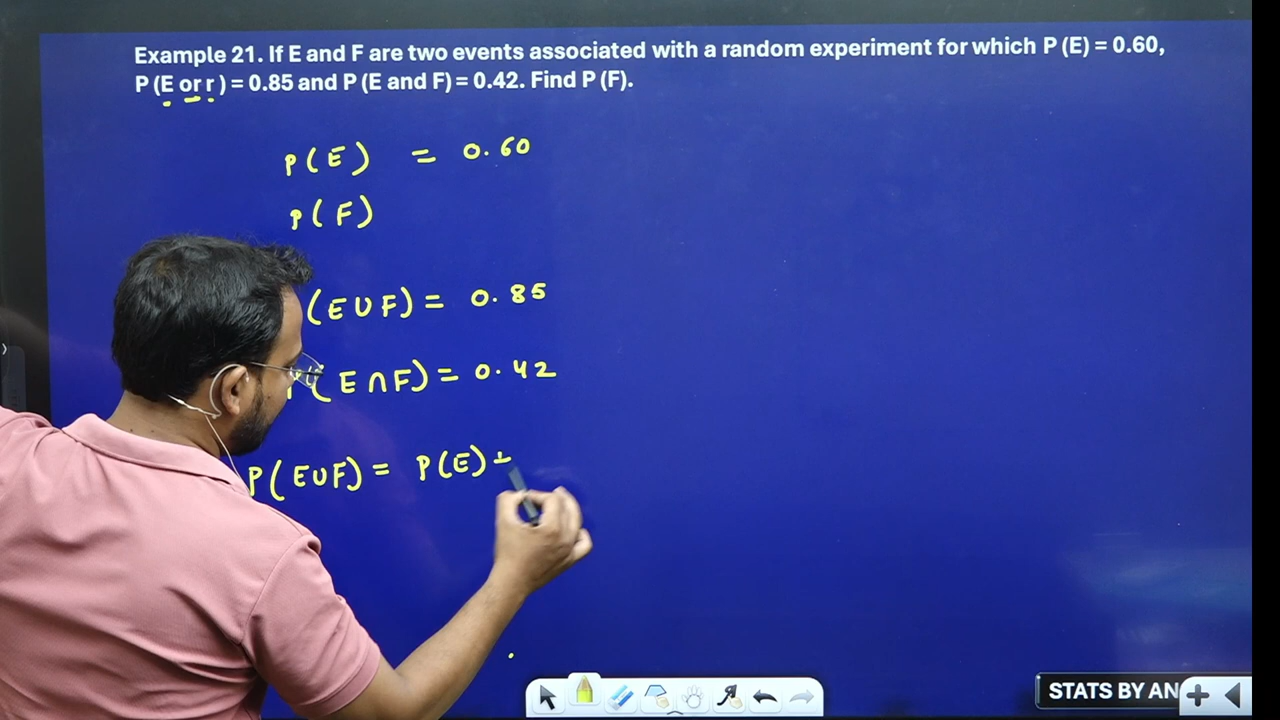 Example 21. If E and F are two events associated with a random experiment for which P (E) = 0.60,
P (E or r ) = 0.85 and P (E and F) = 0.42. Find P (F).
P(E) = 0.60
P(F)
(E∪F) = 0.85
P(E∩F) = 0.42
P(E∪F) = P(E)+
STATS BY AN